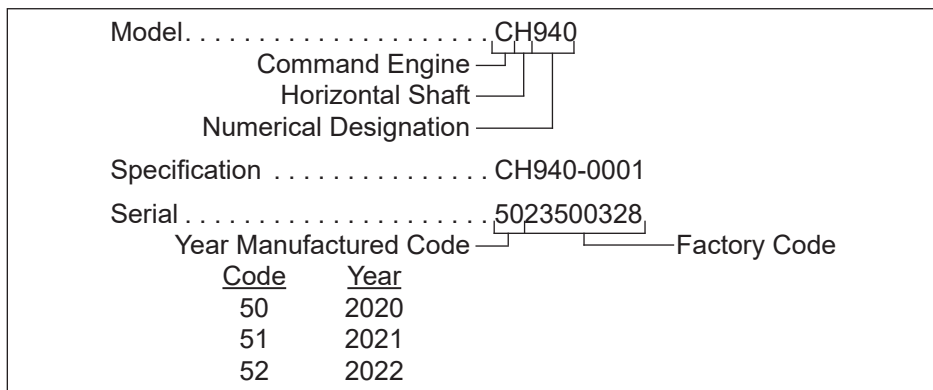 Model. . . . . . . . . . . . . . . . . . . . . CH940
Command Engine
Horizontal Shaft
Numerical Designation
Specification . . . . . . . . . . . . . . . CH940-0001
Serial . . . . . . . . . . . . . . . . . . . . . 5023500328
Year Manufactured Code Factory Code
Code Year
50 2020
51 2021
52 2022